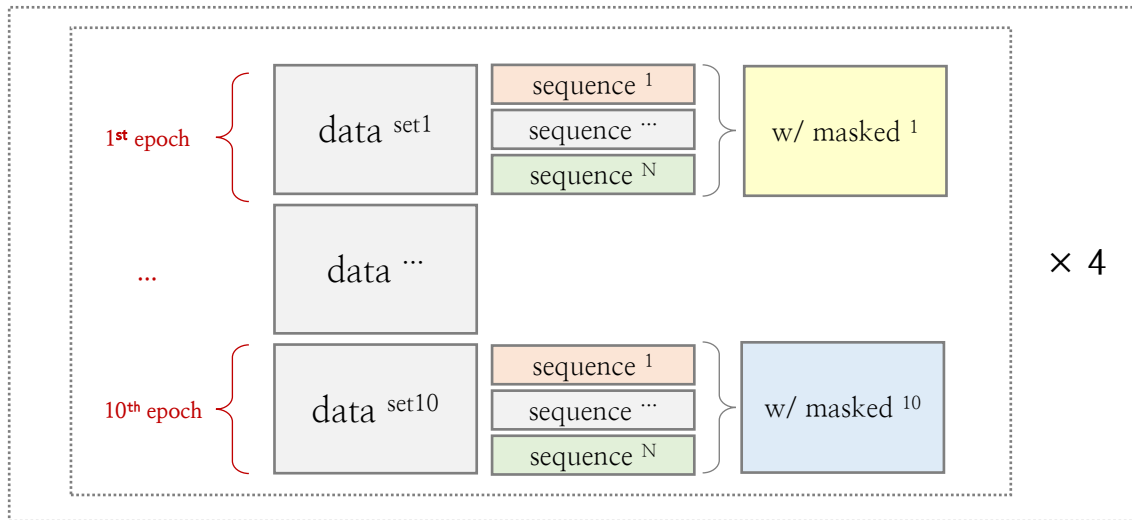 1st epoch
data set1
sequence 1
sequence ...
sequence N
w/ masked 1
...
data ...
× 4
10th epoch
data set10
sequence 1
sequence ...
sequence N
w/ masked 10